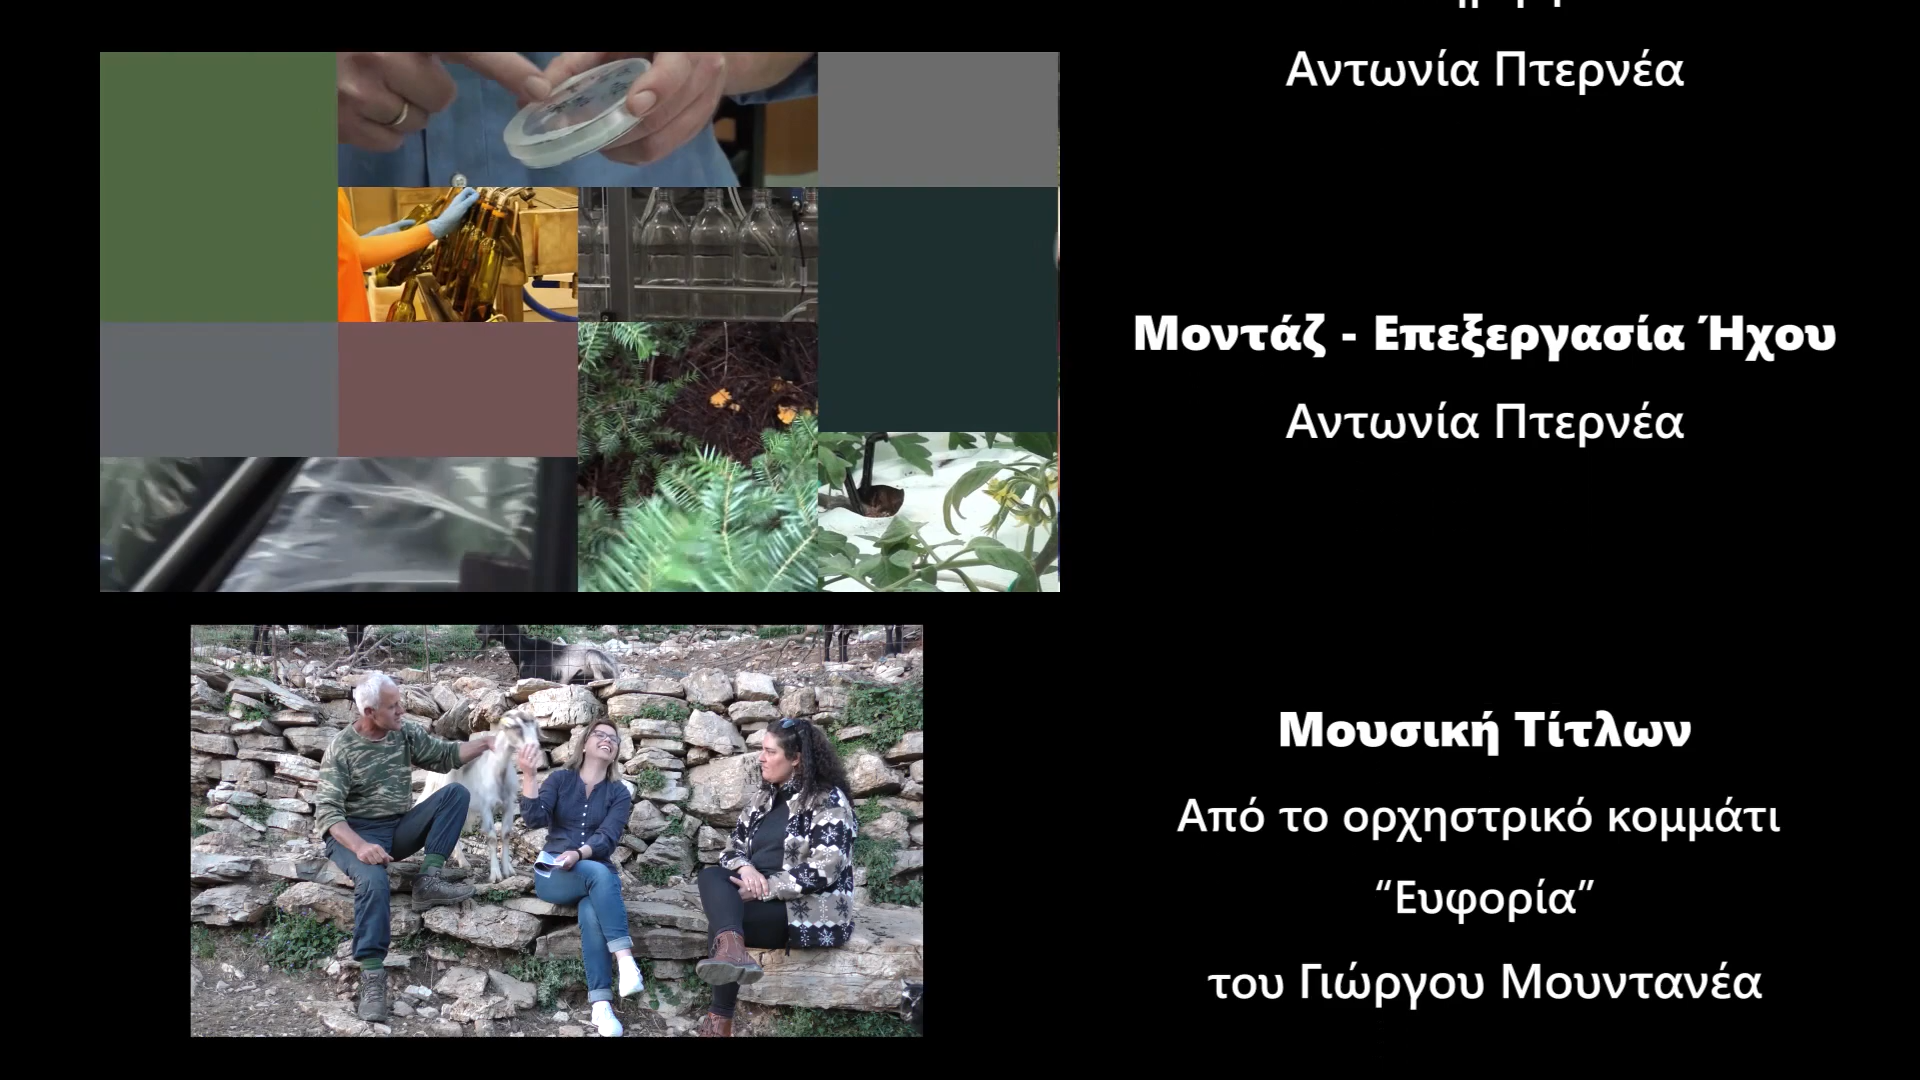 Αντωνία Πτερνέα
Μοντάζ - Επεξεργασία Ήχου
Αντωνία Πτερνέα
Μουσική Τίτλων
Από το ορχηστρικό κομμάτι
“Ευφορία”
του Γιώργου Μουντανέα